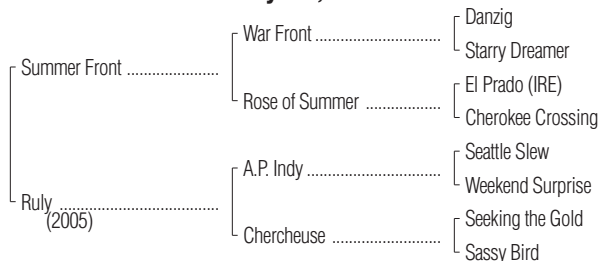 Danzig
War Front
Starry Dreamer
Summer Front
El Prado (IRE)
Rose of Summer
Cherokee Crossing
Seattle Slew
A.P. Indy
Weekend Surprise
Ruly
(2005)
Seeking the Gold
Chercheuse
Sassy Bird